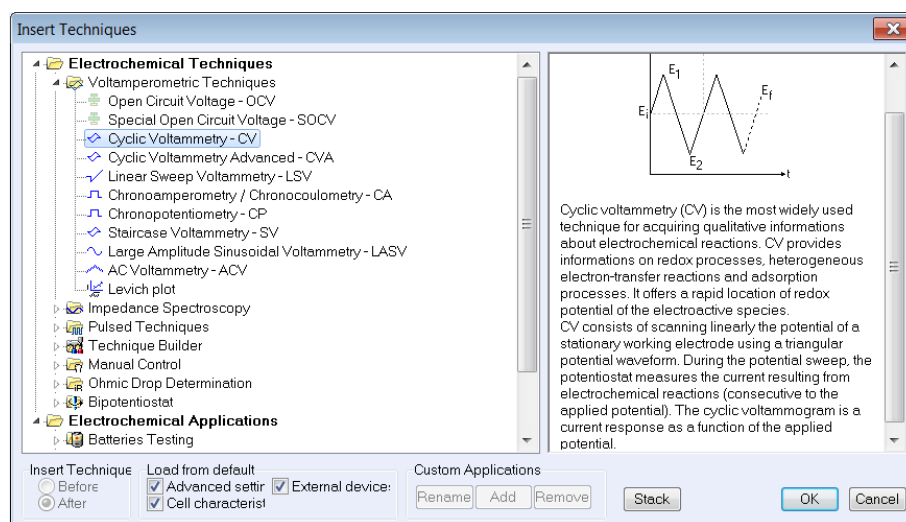 Insert Techniques
Electrochemical Techniques
Voltamperometric Techniques
Open Circuit Voltage - OCV
Special Open Circuit Voltage - SOCV
Cyclic Voltammetry - CV
Cyclic Voltammetry Advanced - CVA
Linear Sweep Voltammetry - LSV
Chronoamperometry / Chronocoulometry - CA
Chronopotentiometry - CP
Staircase Voltammetry - SV
Large Amplitude Sinusoidal Voltammetry - LASV
AC Voltammetry - ACV
Levich plot
Impedance Spectroscopy
Pulsed Techniques
Technique Builder
Manual Control
Ohmic Drop Determination
Bipotentiostat
Electrochemical Applications
Batteries Testing
E1
Ef
Ei
E2
t
Cyclic voltammetry (CV) is the most widely used
technique for acquiring qualitative informations
about electrochemical reactions. CV provides
informations on redox processes, heterogeneous
electron-transfer reactions and adsorption
processes. It offers a rapid location of redox
potential of the electroactive species.
CV consists of scanning linearly the potential of a
stationary working electrode using a triangular
potential waveform. During the potential sweep, the
potentiostat measures the current resulting from
electrochemical reactions (consecutive to the
applied potential). The cyclic voltammogram is a
current response as a function of the applied
potential.
Insert Technique
Before
After
Load from default
Advanced settir
External device:
Cell characterist
Custom Applications
Rename
Add
Remove
Stack
OK
Cancel